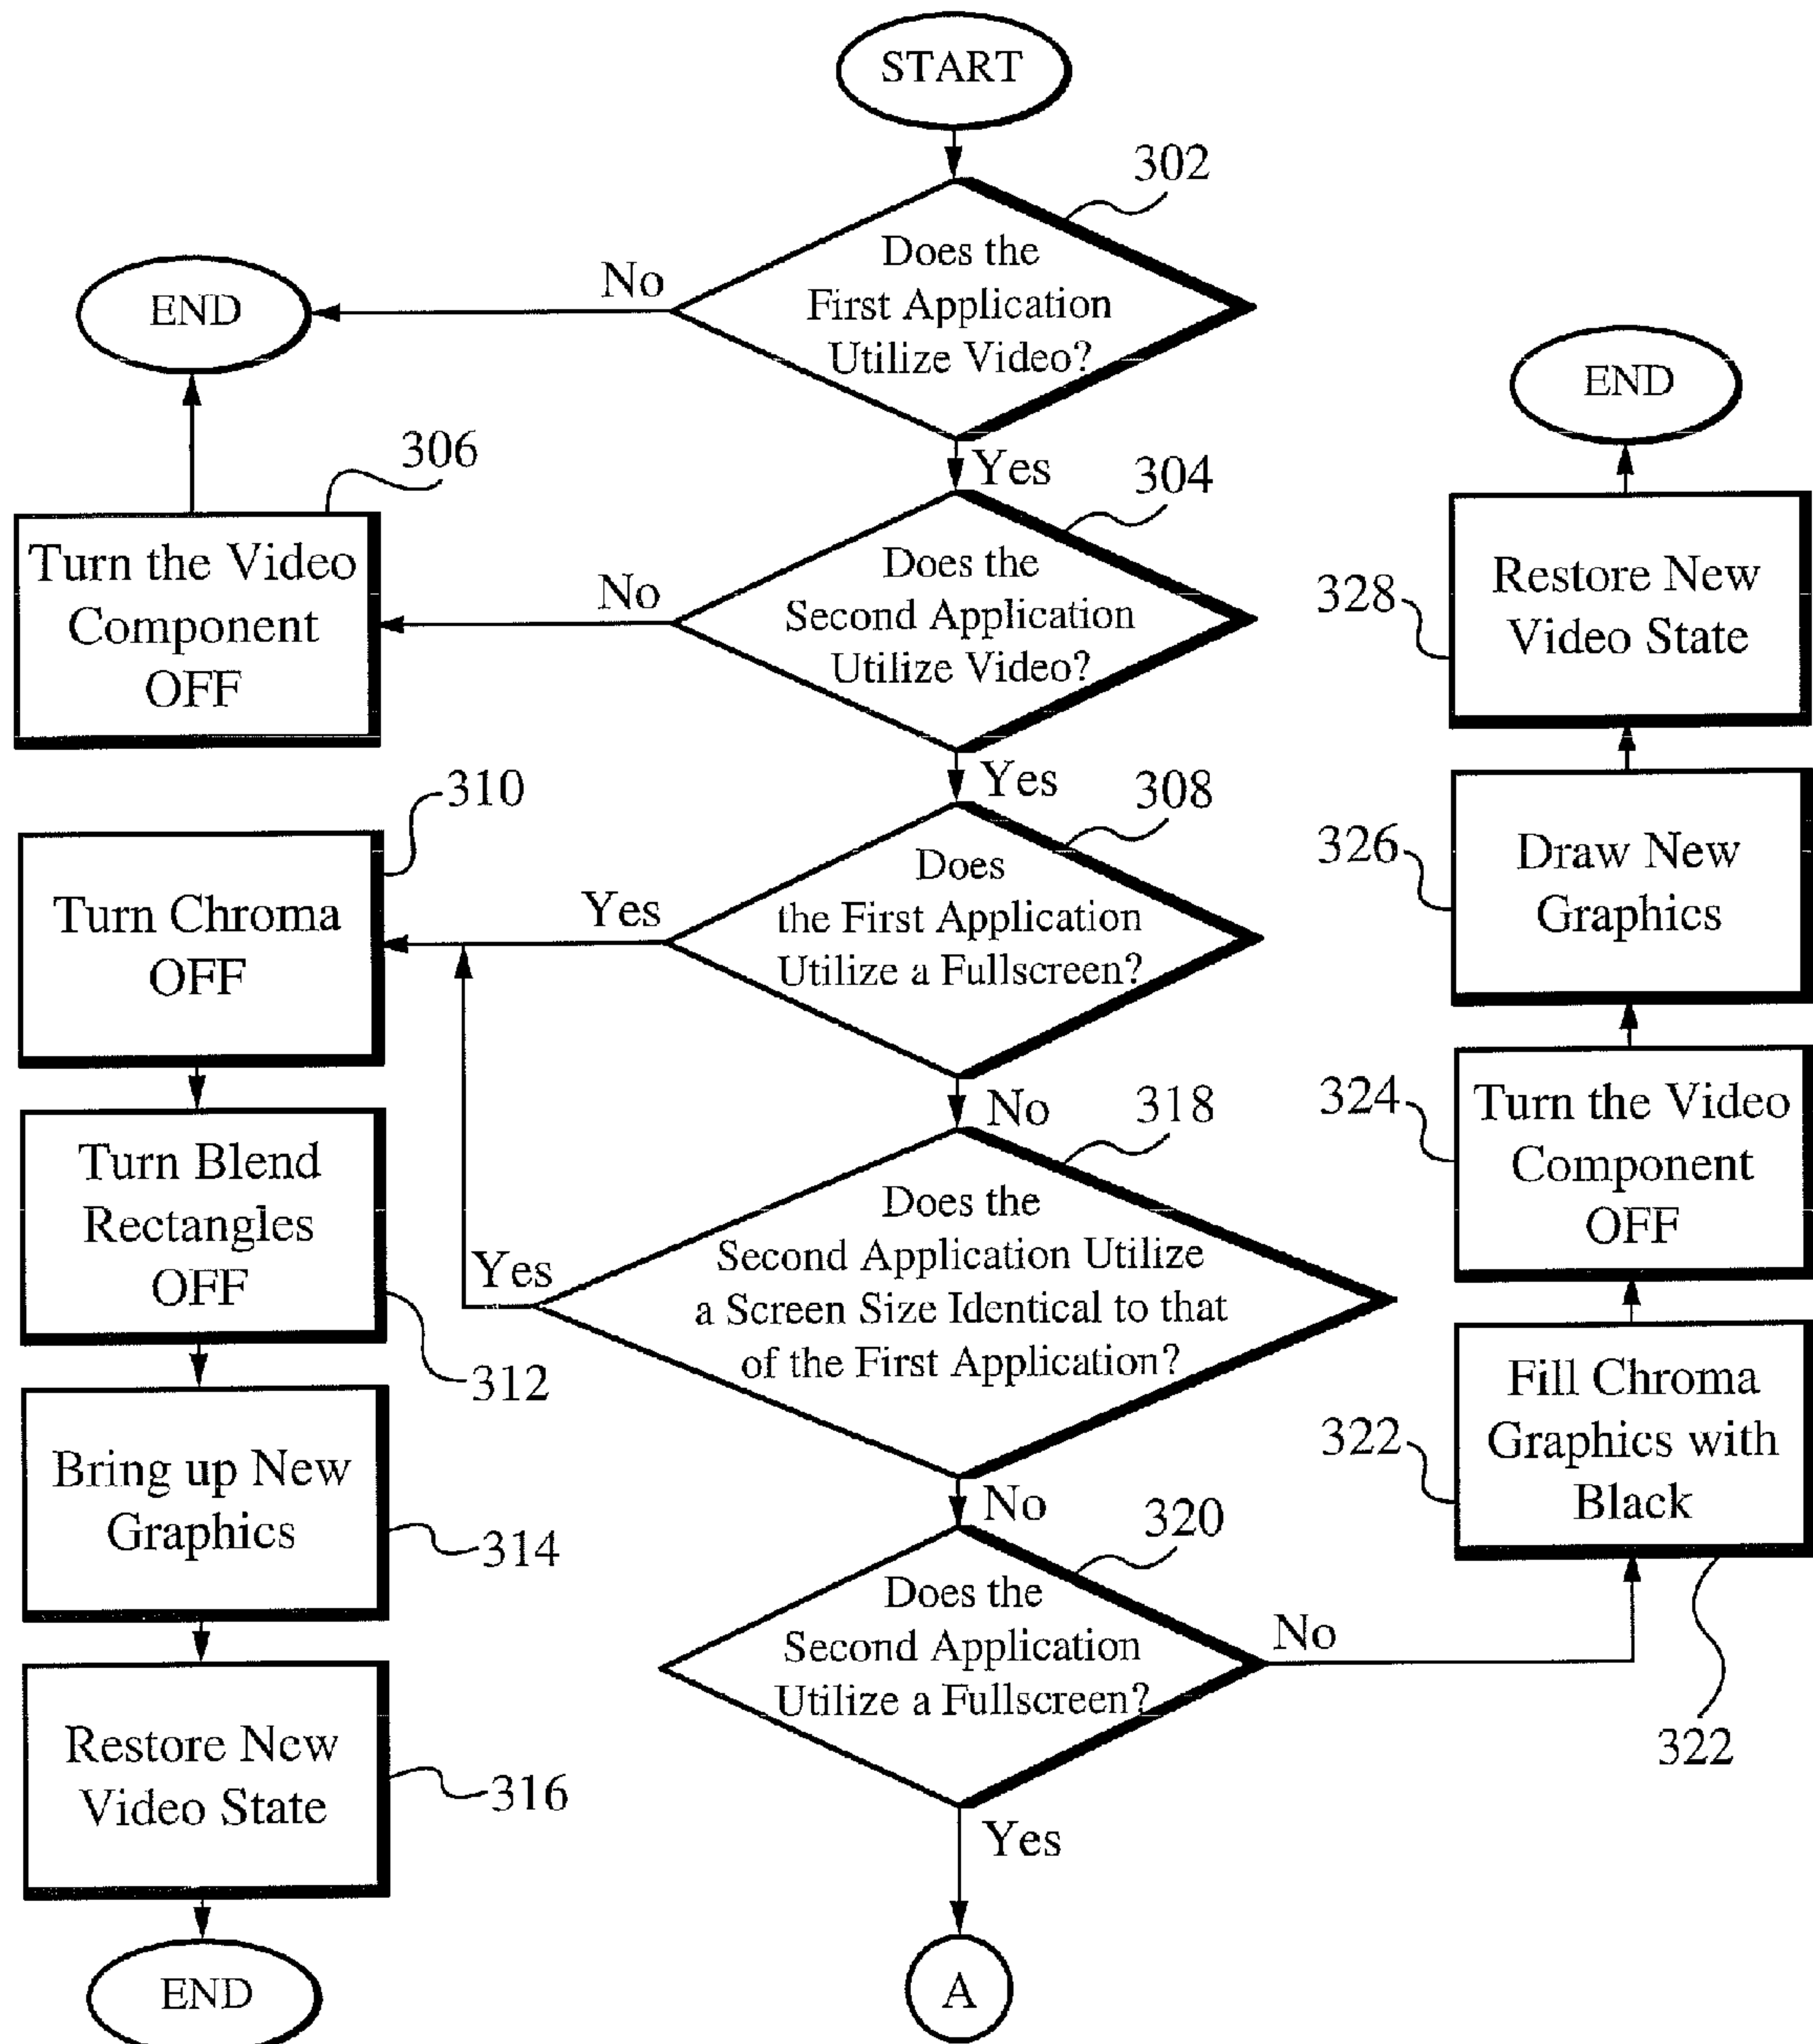 START
302
Does the
First Application
Utilize Video?
No
END
Yes
304
Does the
Second Application
Utilize Video?
No
306
Turn the Video
Component
OFF
Yes
308
Does
the First Application
Utilize a Fullscreen?
Yes
310
Turn Chroma
OFF
Turn Blend
Rectangles
OFF
312
Bring up New
Graphics
314
Restore New
Video State
316
END
No
318
Does the
Second Application Utilize
a Screen Size Identical to that
of the First Application?
Yes
No
320
Does the
Second Application
Utilize a Fullscreen?
No
Yes
A
322
Fill Chroma
Graphics with
Black
322
324
Turn the Video
Component
OFF
326
Draw New
Graphics
328
Restore New
Video State
END